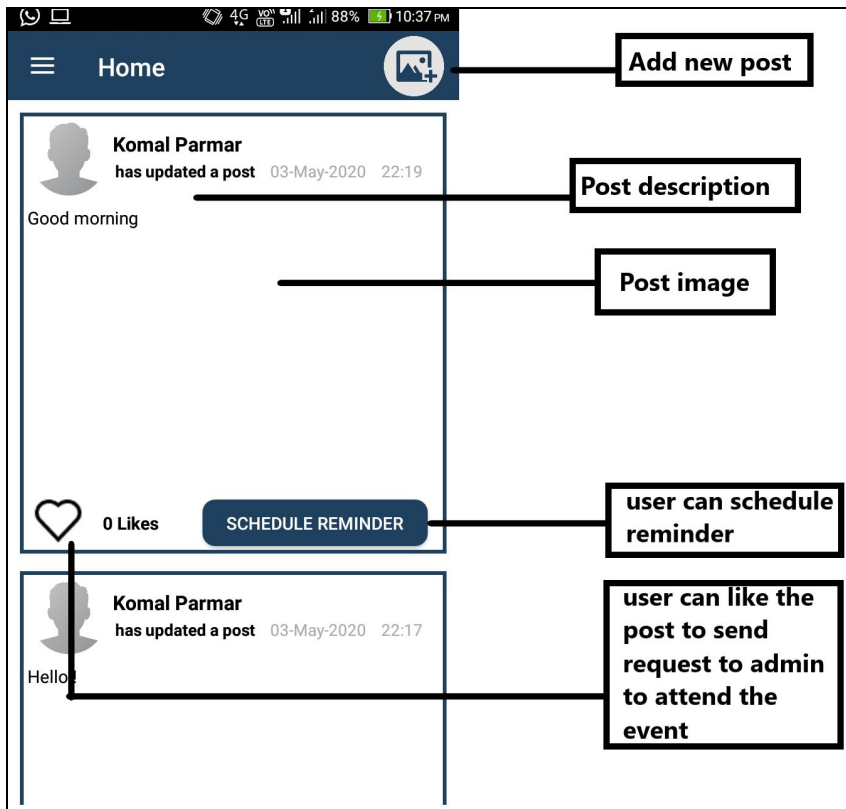 4G VO)) LTE 88% 10:37 PM
Home
Add new post
Komal Parmar
has updated a post 03-May-2020 22:19
Post description
Good morning
Post image
0 Likes SCHEDULE REMINDER
user can schedule
reminder
Komal Parmar
has updated a post 03-May-2020 22:17
Hello!
user can like the
post to send
request to admin
to attend the
event